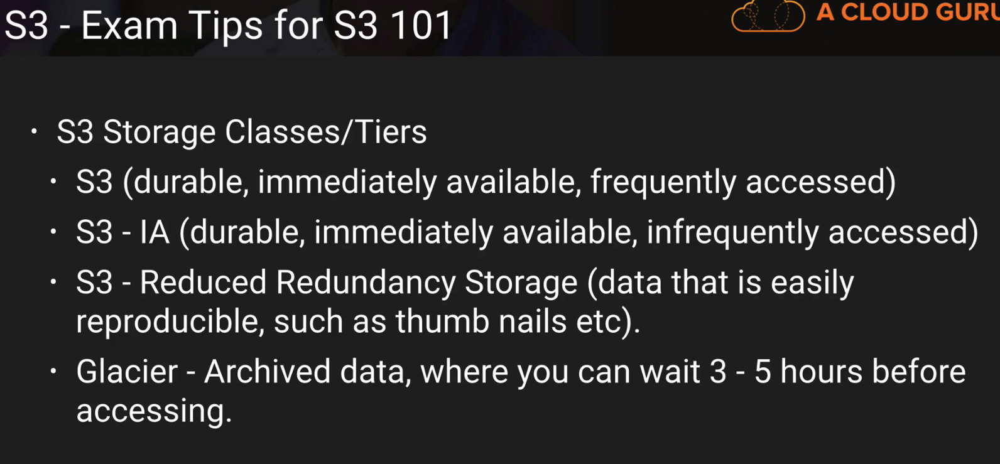 S3 - Exam Tips for S3 101
A CLOUD GURU
• S3 Storage Classes/Tiers
• S3 (durable, immediately available, frequently accessed)
• S3 - IA (durable, immediately available, infrequently accessed)
• S3 - Reduced Redundancy Storage (data that is easily
reproducible, such as thumb nails etc).
• Glacier - Archived data, where you can wait 3 - 5 hours before
accessing.